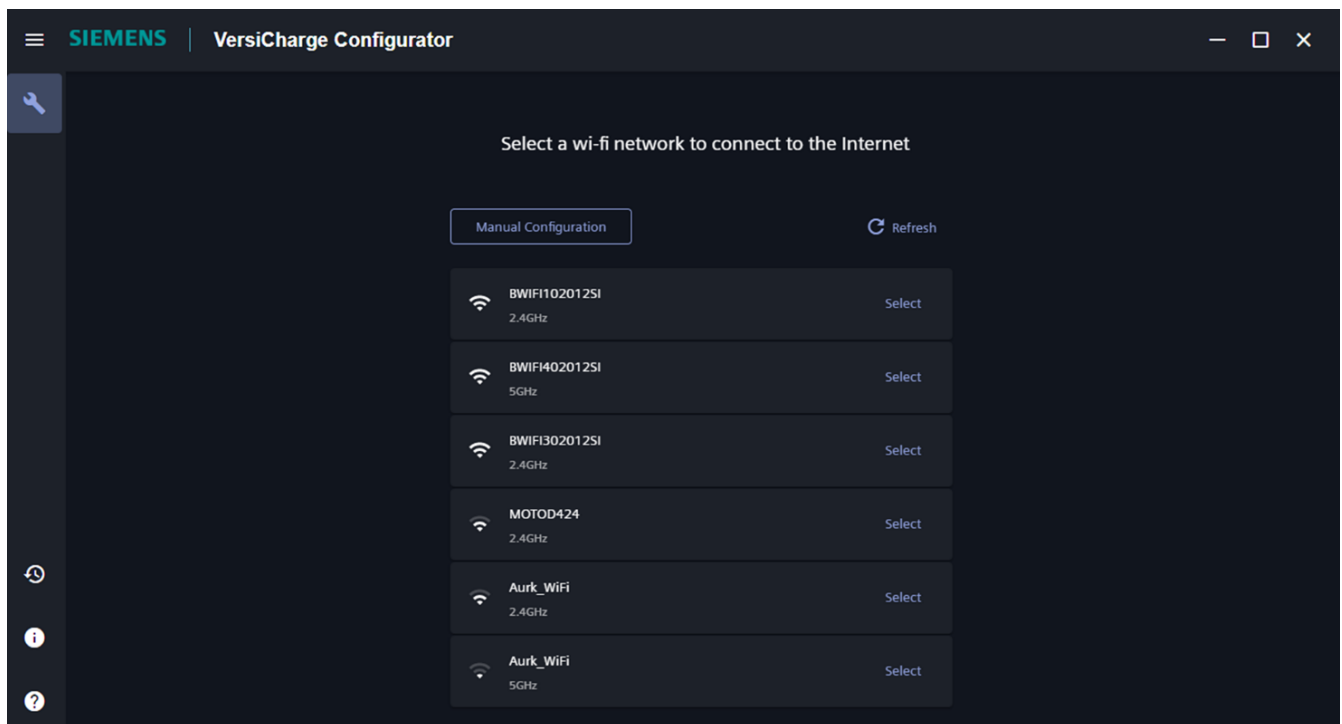 SIEMENS | VersiCharge Configurator
Select a wi-fi network to connect to the Internet
Manual Configuration
Refresh
BWIFI102012SI
2.4GHz
Select
BWIFI402012SI
5GHz
Select
BWIFI302012SI
2.4GHz
Select
MOTOD424
2.4GHz
Select
Aurk_WiFi
2.4GHz
Select
Aurk_WiFi
5GHz
Select